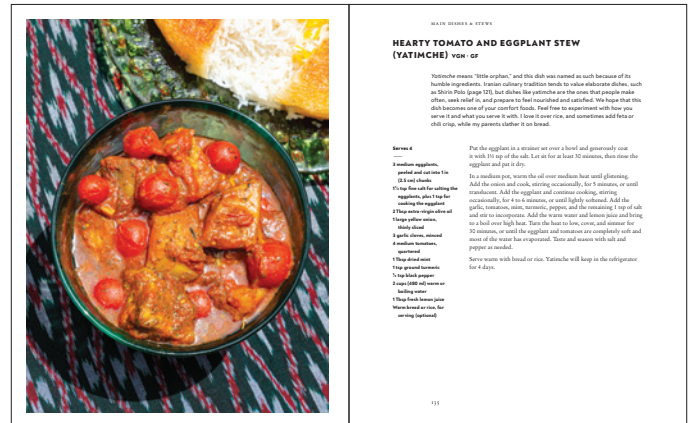 MAIN DISHES & STEWS
HEARTY TOMATO AND EGGPLANT STEW
(YATIMCHE) VGN · GF
Yatimche means "little orphan," and this dish was named as such because of its
humble ingredients. Iranian culinary tradition tends to value elaborate dishes, such
as Shirin Polo (page 121), but dishes like yatimche are the ones that people make
often, seek relief in, and prepare to feel nourished and satisfied. We hope that this
dish becomes one of your comfort foods. Feel free to experiment with how you
serve it and what you serve it with. I love it over rice, and sometimes add feta or
chili crisp, while my parents slather it on bread.
Serves 6
3 medium eggplants,
peeled and cut into 1 in
(2.5 cm) chunks
1½ tsp fine salt for salting the
eggplants, plus 1 tsp for
cooking the eggplant
2 Tbsp extra-virgin olive oil
1 large yellow onion,
thinly sliced
3 garlic cloves, minced
4 medium tomatoes,
quartered
1 Tbsp dried mint
1 tsp ground turmeric
½ tsp black pepper
2 cups (480 ml) warm or
boiling water
1 Tbsp fresh lemon juice
Warm bread or rice, for
serving (optional)
Put the eggplant in a strainer set over a bowl and generously coat
it with 1½ tsp of the salt. Let sit for at least 30 minutes, then rinse the
eggplant and pat it dry.
In a medium pot, warm the oil over medium heat until glistening.
Add the onion and cook, stirring occasionally, for 5 minutes, or until
translucent. Add the eggplant and continue cooking, stirring
occasionally, for 4 to 6 minutes, or until lightly softened. Add the
garlic, tomatoes, mint, turmeric, pepper, and the remaining 1 tsp of salt
and stir to incorporate. Add the warm water and lemon juice and bring
to a boil over high heat. Turn the heat to low, cover, and simmer for
30 minutes, or until the eggplant and tomatoes are completely soft and
most of the water has evaporated. Taste and season with salt and
pepper as needed.
Serve warm with bread or rice. Yatimche will keep in the refrigerator
for 4 days.
135